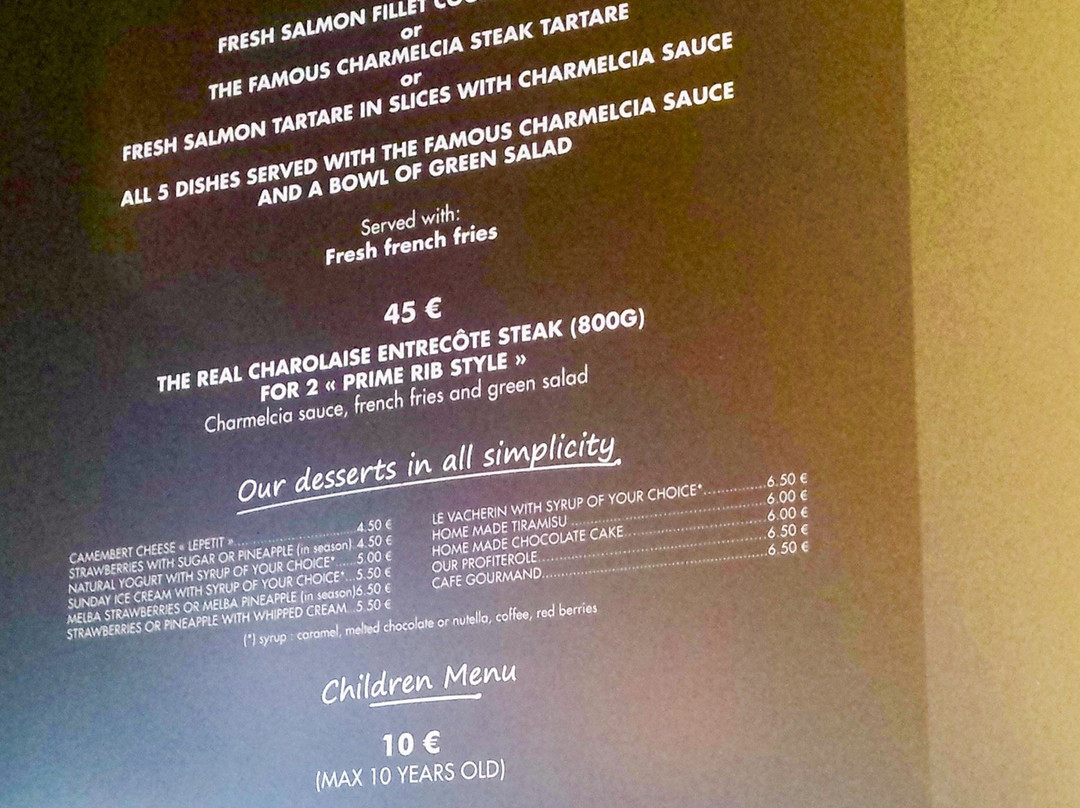 FRESH SALMON FILLET
or
THE FAMOUS CHARMELCIA STEAK TARTARE
or
FRESH SALMON TARTARE IN SLICES WITH CHARMELCIA SAUCE
ALL 5 DISHES SERVED WITH THE FAMOUS CHARMELCIA SAUCE
AND A BOWL OF GREEN SALAD
Served with:
Fresh french fries
45 €
THE REAL CHAROLAISE ENTRECÔTE STEAK (800G)
FOR 2 « PRIME RIB STYLE »
Charmelcia sauce, french fries and green salad
Our desserts in all simplicity
CAMEMBERT CHEESE « LEPETIT ».......................4.50 €
STRAWBERRIES WITH SUGAR OR PINEAPPLE (in season).4.50 €
NATURAL YOGURT WITH SYRUP OF YOUR CHOICE*.....5.00 €
SUNDAY ICE CREAM WITH SYRUP OF YOUR CHOICE*...5.50 €
MELBA STRAWBERRIES OR MELBA PINEAPPLE (in season)6.50 €
STRAWBERRIES OR PINEAPPLE WITH WHIPPED CREAM...5.50 €
LE VACHERIN WITH SYRUP OF YOUR CHOICE*..............6.50 €
HOME MADE TIRAMISU.............................................6.00 €
HOME MADE CHOCOLATE CAKE................................6.00 €
OUR PROFITEROLE..................................................6.50 €
CAFE GOURMAND..................................................6.50 €
(*) syrup : caramel, melted chocolate or nutella, coffee, red berries
Children Menu
10 €
(MAX 10 YEARS OLD)